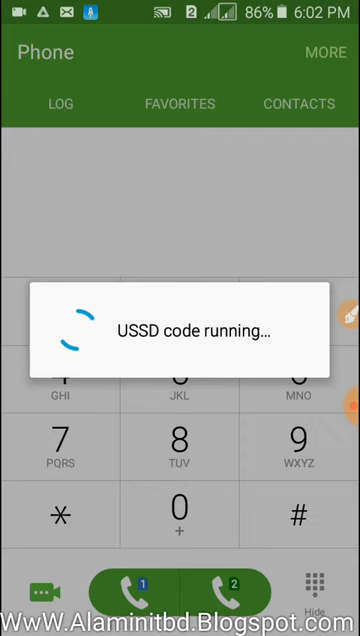 2 86% 6:02 PM
Phone MORE
LOG FAVORITES CONTACTS
USSD code running...
GHI JKL MNO
7 8 9
PQRS TUV WXYZ
* 0 #
+
1 2
Hide
WwW.Alaminitbd.Blogspot.com